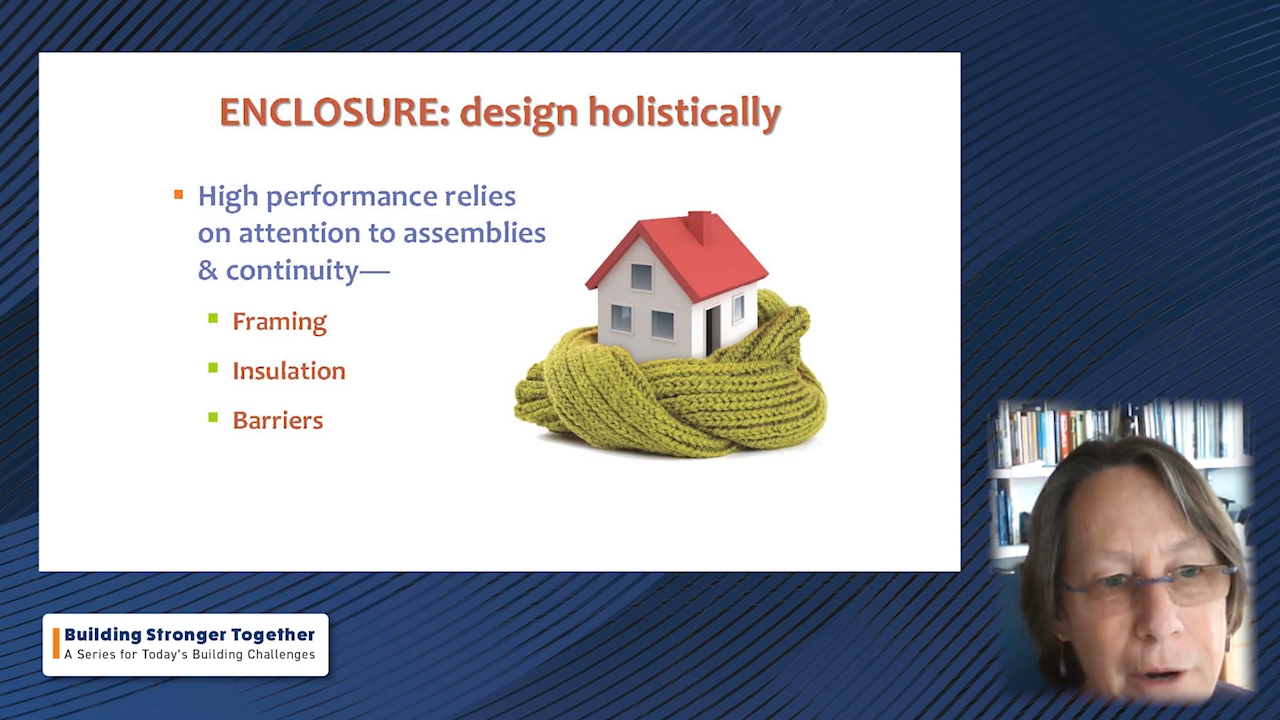 ENCLOSURE: design holistically
High performance relies
on attention to assemblies
& continuity—
Framing
Insulation
Barriers
Building Stronger Together
A Series for Today's Building Challenges